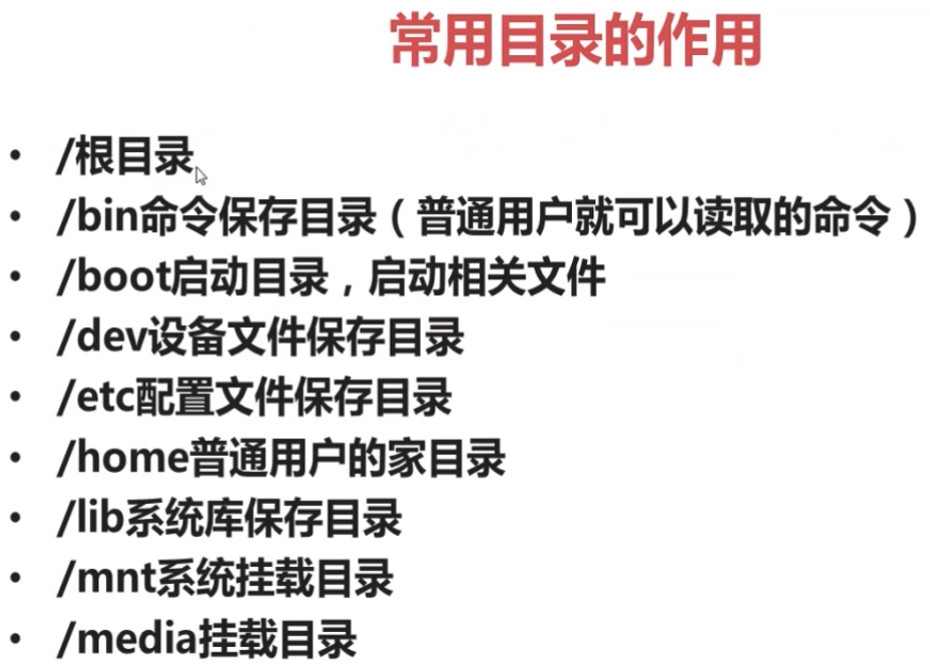 常用目录的作用
• /根目录
• /bin命令保存目录（普通用户就可以读取的命令）
• /boot启动目录，启动相关文件
• /dev设备文件保存目录
• /etc配置文件保存目录
• /home普通用户的家目录
• /lib系统库保存目录
• /mnt系统挂载目录
• /media挂载目录